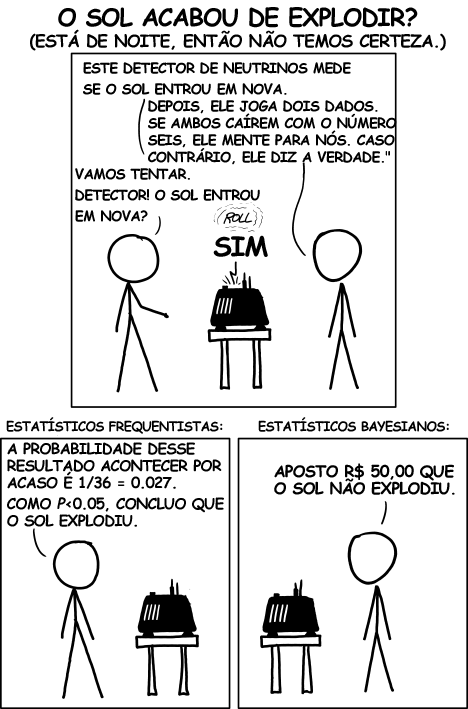 O SOL ACABOU DE EXPLODIR?
(ESTÁ DE NOITE, ENTÃO NÃO TEMOS CERTEZA.)
ESTE DETECTOR DE NEUTRINOS MEDE
SE O SOL ENTROU EM NOVA.
DEPOIS, ELE JOGA DOIS DADOS.
SE AMBOS CAÍREM COM O NÚMERO
SEIS, ELE MENTE PARA NÓS. CASO
CONTRÁRIO, ELE DIZ A VERDADE."
VAMOS TENTAR.
DETECTOR! O SOL ENTROU
EM NOVA?
ROLL
SIM
ESTATÍSTICOS FREQUENTISTAS:
A PROBABILIDADE DESSE
RESULTADO ACONTECER POR
ACASO É 1/36 = 0.027.
COMO P<0.05, CONCLUO QUE
O SOL EXPLODIU.
ESTATÍSTICOS BAYESIANOS:
APOSTO R$ 50,00 QUE
O SOL NÃO EXPLODIU.